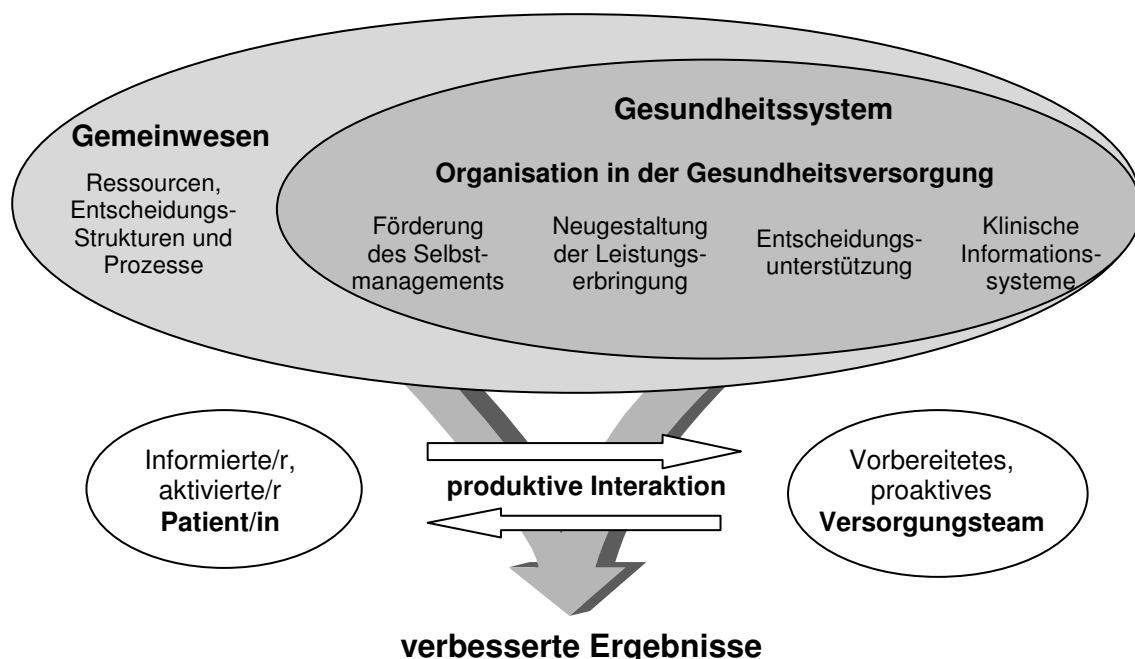 Gesundheitssystem
Gemeinwesen
Ressourcen,
Entscheidungs-
Strukturen und
Prozesse
Organisation in der Gesundheitsversorgung
Förderung
des Selbst-
managements
Neugestaltung
der Leistungs-
erbringung
Entscheidungs-
unterstützung
Klinische
Informations-
systeme
Informierte/r,
aktivierte/r
Patient/in
produktive Interaktion
Vorbereitetes,
proaktives
Versorgungsteam
verbesserte Ergebnisse